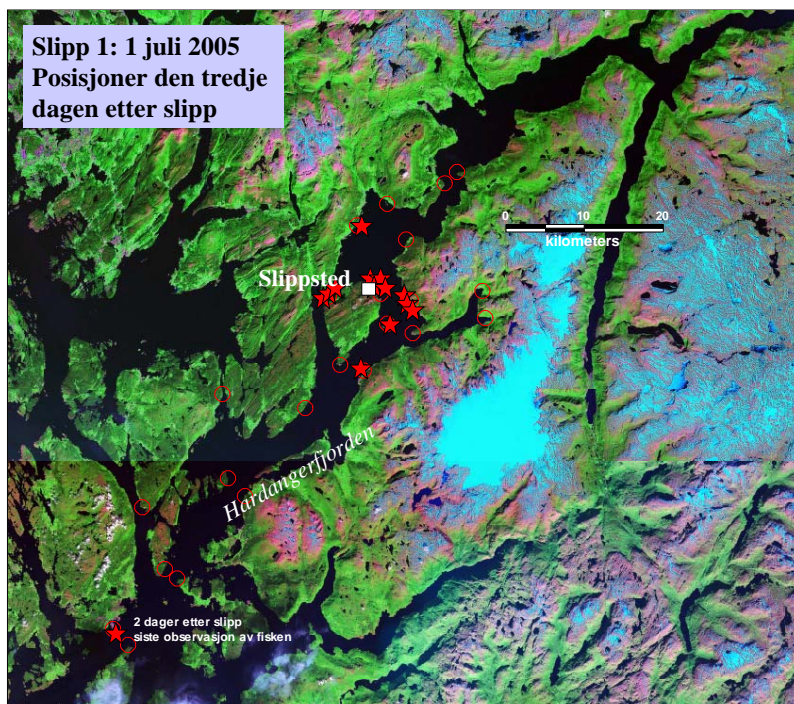 Slipp 1: 1 juli 2005
Posisjoner den tredje
dagen etter slipp
0 10 20
kilometers
Slippsted
Hardangerfjorden
2 dager etter slipp
siste observasjon av fisken